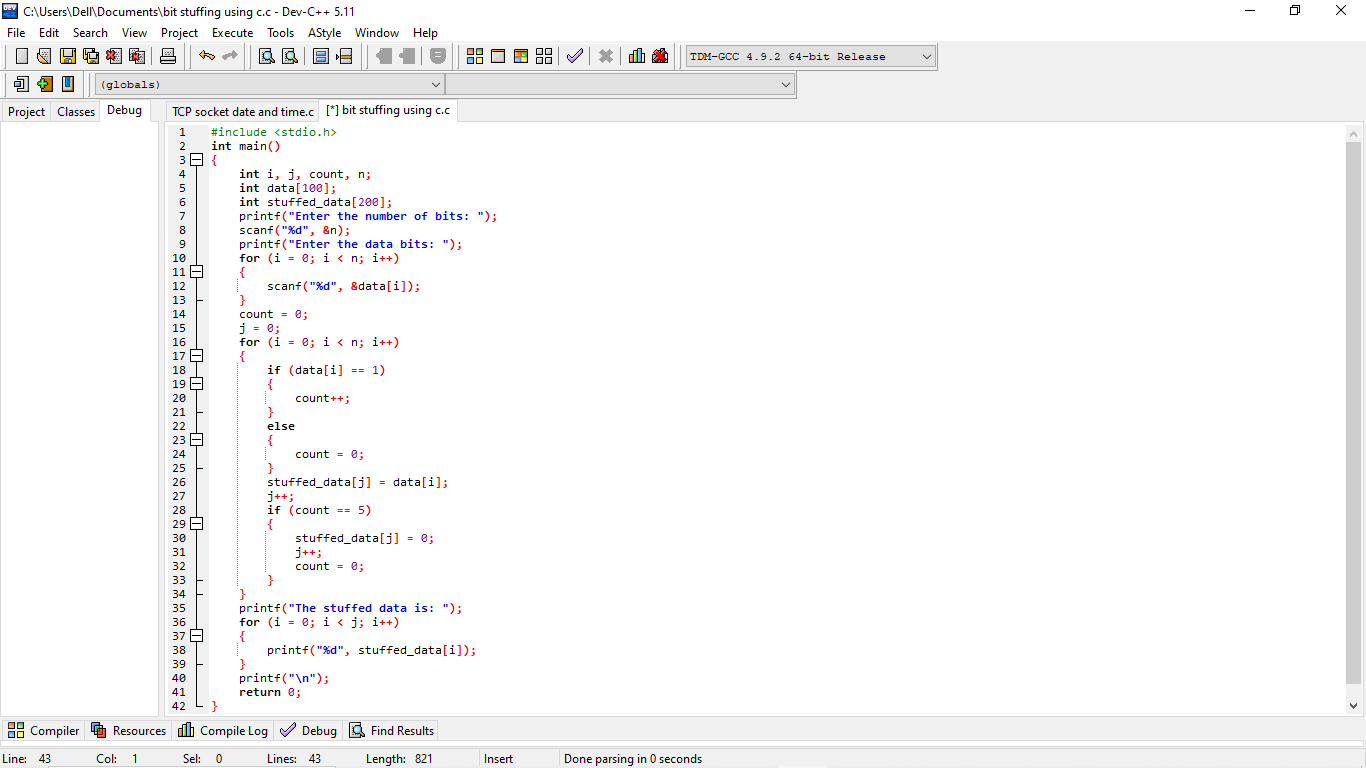 C:\Users\Dell\Documents\bit stuffing using c.c - Dev-C++ 5.11
File Edit Search View Project Execute Tools AStyle Window Help
TDM-GCC 4.9.2 64-bit Release
(globals)
Project Classes Debug TCP socket date and time.c [*] bit stuffing using c.c
1 #include <stdio.h>
2 int main()
3 {
4 int i, j, count, n;
5 int data[100];
6 int stuffed_data[200];
7 printf("Enter the number of bits: ");
8 scanf("%d", &n);
9 printf("Enter the data bits: ");
10 for (i = 0; i < n; i++)
11 {
12 scanf("%d", &data[i]);
13 }
14 count = 0;
15 j = 0;
16 for (i = 0; i < n; i++)
17 {
18 if (data[i] == 1)
19 {
20 count++;
21 }
22 else
23 {
24 count = 0;
25 }
26 stuffed_data[j] = data[i];
27 j++;
28 if (count == 5)
29 {
30 stuffed_data[j] = 0;
31 j++;
32 count = 0;
33 }
34 }
35 printf("The stuffed data is: ");
36 for (i = 0; i < j; i++)
37 {
38 printf("%d", stuffed_data[i]);
39 }
40 printf("\n");
41 return 0;
42 }
Compiler Resources Compile Log Debug Find Results
Line: 43 Col: 1 Sel: 0 Lines: 43 Length: 821 Insert Done parsing in 0 seconds